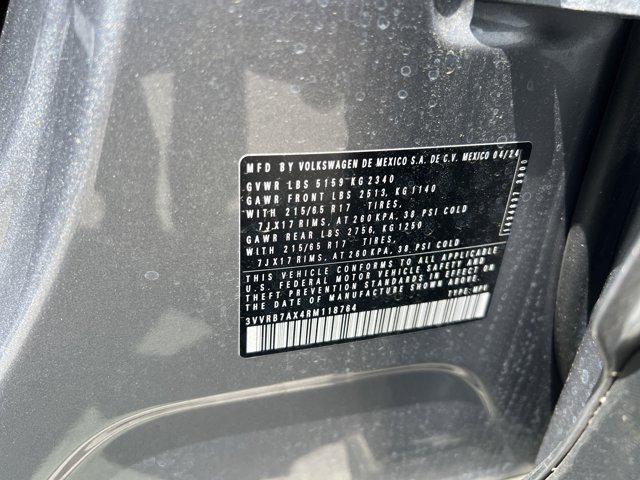 MFD BY VOLKSWAGEN DE MEXICO S.A. DE C.V. MEXICO 04/24
GVWR LBS 5159 KG 2340
GAWR FRONT LBS 2513, KG 1140
WITH 215/65 R17 TIRES,
7JX17 RIMS, AT 260 KPA, 38 PSI COLD
GAWR REAR LBS 2756, KG 1250
WITH 215/65 R17 TIRES,
7JX17 RIMS, AT 260 KPA, 38 PSI COLD
THIS VEHICLE CONFORMS TO ALL APPLICABLE
U.S. FEDERAL MOTOR VEHICLE SAFETY AND
THEFT PREVENTION STANDARDS IN EFFECT ON
THE DATE OF MANUFACTURE SHOWN ABOVE.
3VVRB7AX4RM118764
TYPE: MPV